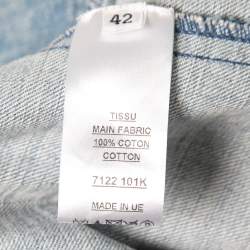 42
TISSU
MAIN FABRIC
100% COTON
COTTON
7122 101K
MADE IN UE